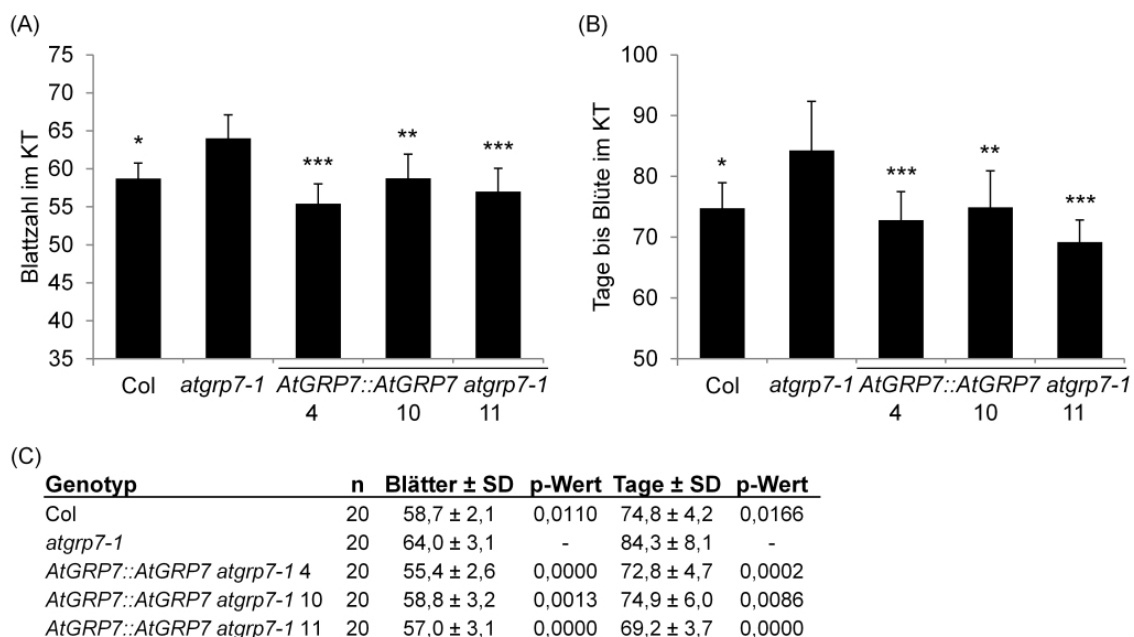 (A)
75
70
65
60
55
50
45
40
35
Blattzahl im KT
*
***
**
***
Col atgrp7-1 AtGRP7::AtGRP7 atgrp7-1
4 10 11
(B)
100
90
80
70
60
50
Tage bis Blüte im KT
*
***
**
***
Col atgrp7-1 AtGRP7::AtGRP7 atgrp7-1
4 10 11
(C)
Genotyp n Blätter ± SD p-Wert Tage ± SD p-Wert
Col 20 58,7 ± 2,1 0,0110 74,8 ± 4,2 0,0166
atgrp7-1 20 64,0 ± 3,1 - 84,3 ± 8,1 -
AtGRP7::AtGRP7 atgrp7-1 4 20 55,4 ± 2,6 0,0000 72,8 ± 4,7 0,0002
AtGRP7::AtGRP7 atgrp7-1 10 20 58,8 ± 3,2 0,0013 74,9 ± 6,0 0,0086
AtGRP7::AtGRP7 atgrp7-1 11 20 57,0 ± 3,1 0,0000 69,2 ± 3,7 0,0000